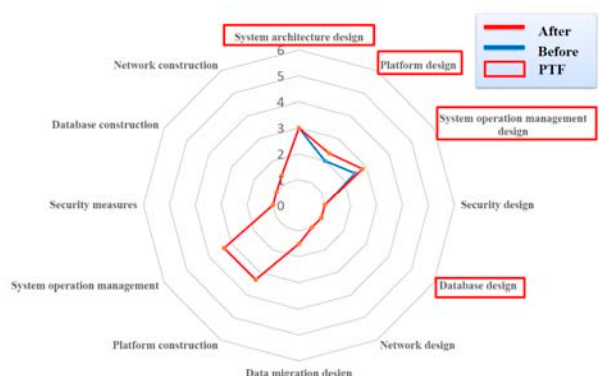 System architecture design
After
Before
PTF
6
Network construction
Platform design
5
4
Database construction
System operation management
design
3
2
1
Security measures
0
Security design
System operation management
Database design
Platform construction
Network design
Data migration design